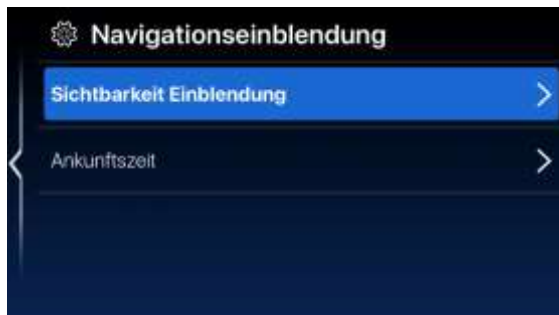 Navigationseinblendung
Sichtbarkeit Einblendung
Ankunftszeit